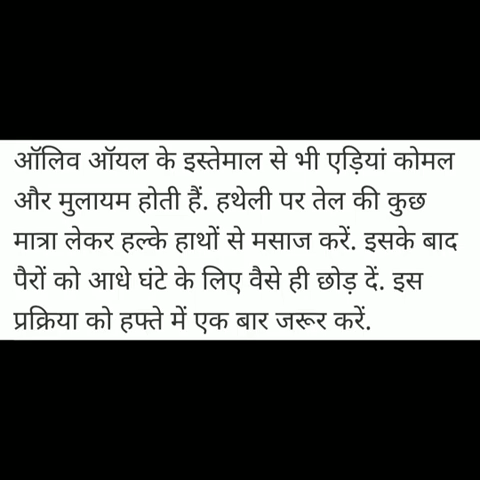 ऑलिव ऑयल के इस्तेमाल से भी एड़ियां कोमल
और मुलायम होती हैं. हथेली पर तेल की कुछ
मात्रा लेकर हल्के हाथों से मसाज करें. इसके बाद
पैरों को आधे घंटे के लिए वैसे ही छोड़ दें. इस
प्रक्रिया को हफ्ते में एक बार जरूर करें.